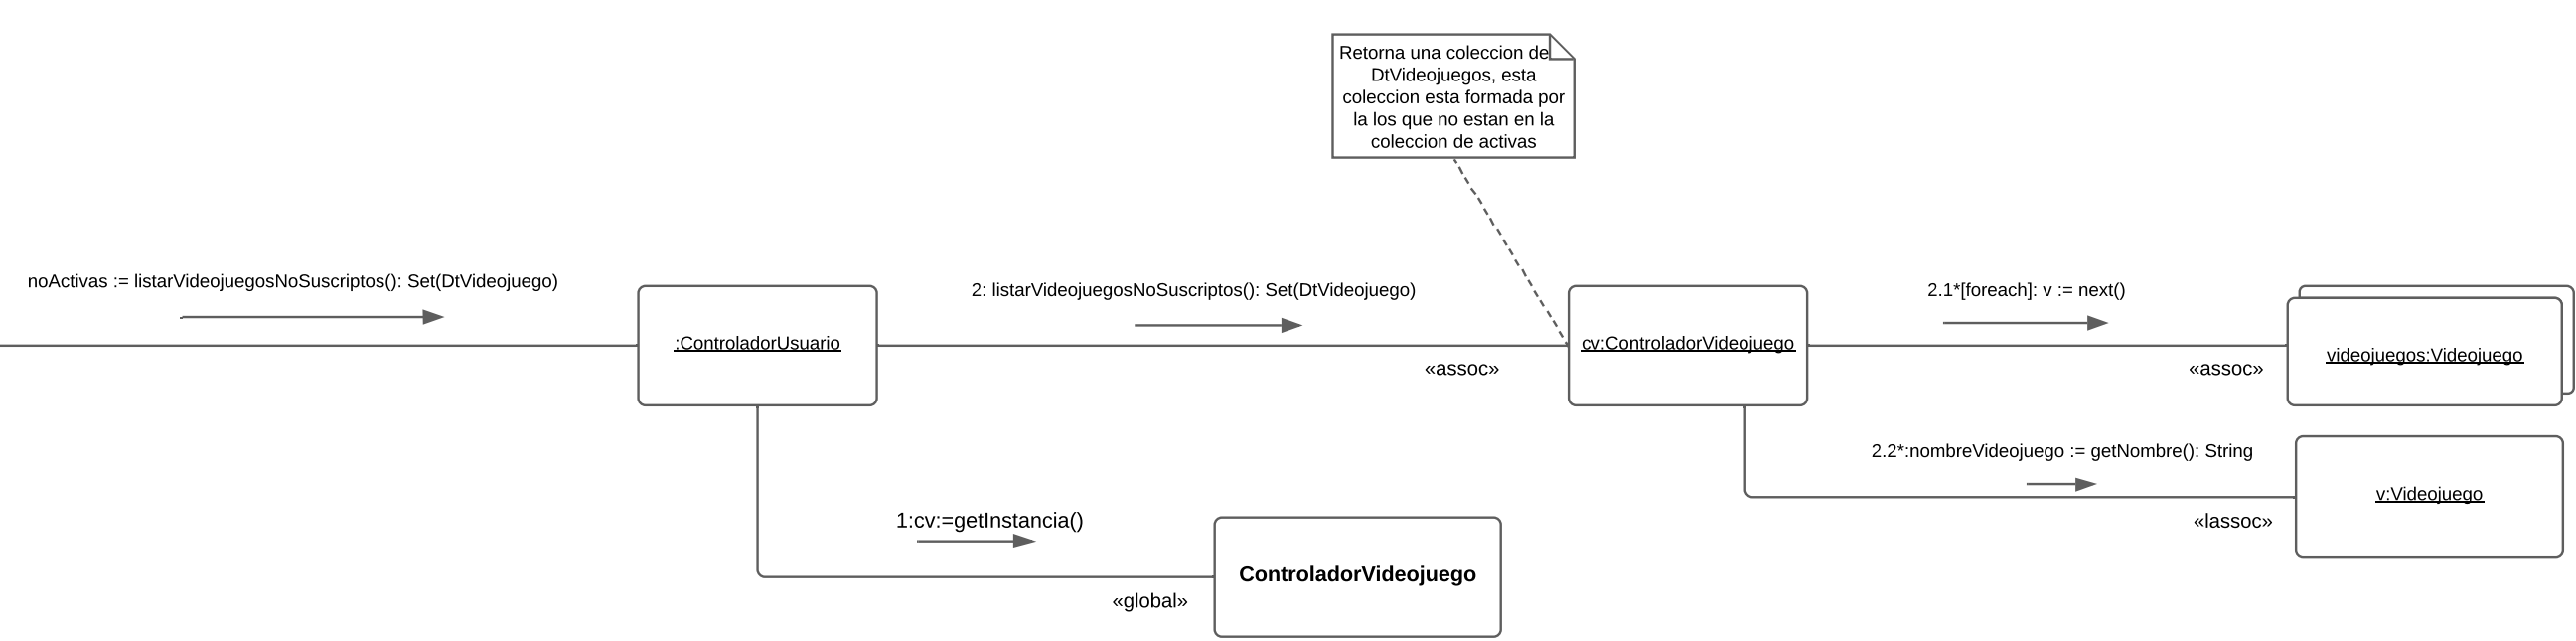 Retorna una coleccion de
DtVideojuegos, esta
coleccion esta formada por
la los que no estan en la
coleccion de activas
noActivas := listarVideojuegosNoSuscriptos(): Set(DtVideojuego)
:ControladorUsuario
2: listarVideojuegosNoSuscriptos(): Set(DtVideojuego)
«assoc»
cv:ControladorVideojuego
2.1*[foreach]: v := next()
«assoc»
videojuegos:Videojuego
2.2*:nombreVideojuego := getNombre(): String
«lassoc»
v:Videojuego
1:cv:=getInstancia()
«global»
ControladorVideojuego